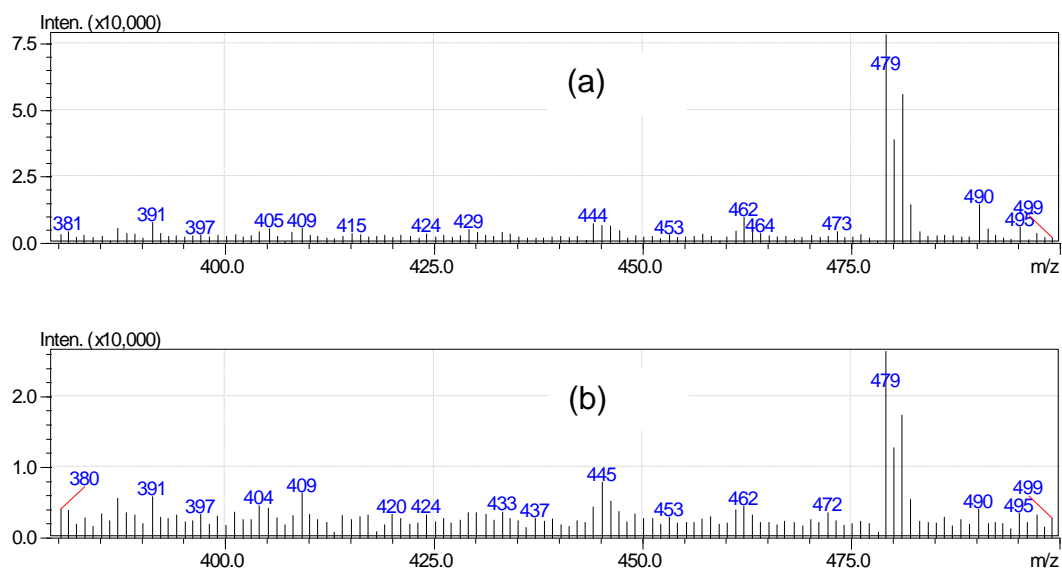 Inten. (x10,000)
7.5
(a)
479
5.0
2.5
381 391 397 405 409 415 424 429 444 453 462 464 473 490 495 499
0.0
400.0 425.0 450.0 475.0 m/z
Inten. (x10,000)
(b)
479
2.0
1.0
380 391 397 404 409 420 424 433 437 445 453 462 472 490 495 499
0.0
400.0 425.0 450.0 475.0 m/z